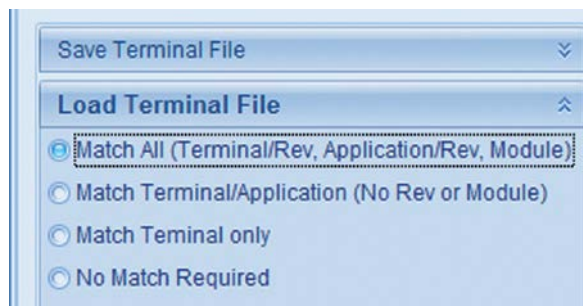 Save Terminal File
Load Terminal File
Match All (Terminal/Rev, Application/Rev, Module)
Match Terminal/Application (No Rev or Module)
Match Teminal only
No Match Required